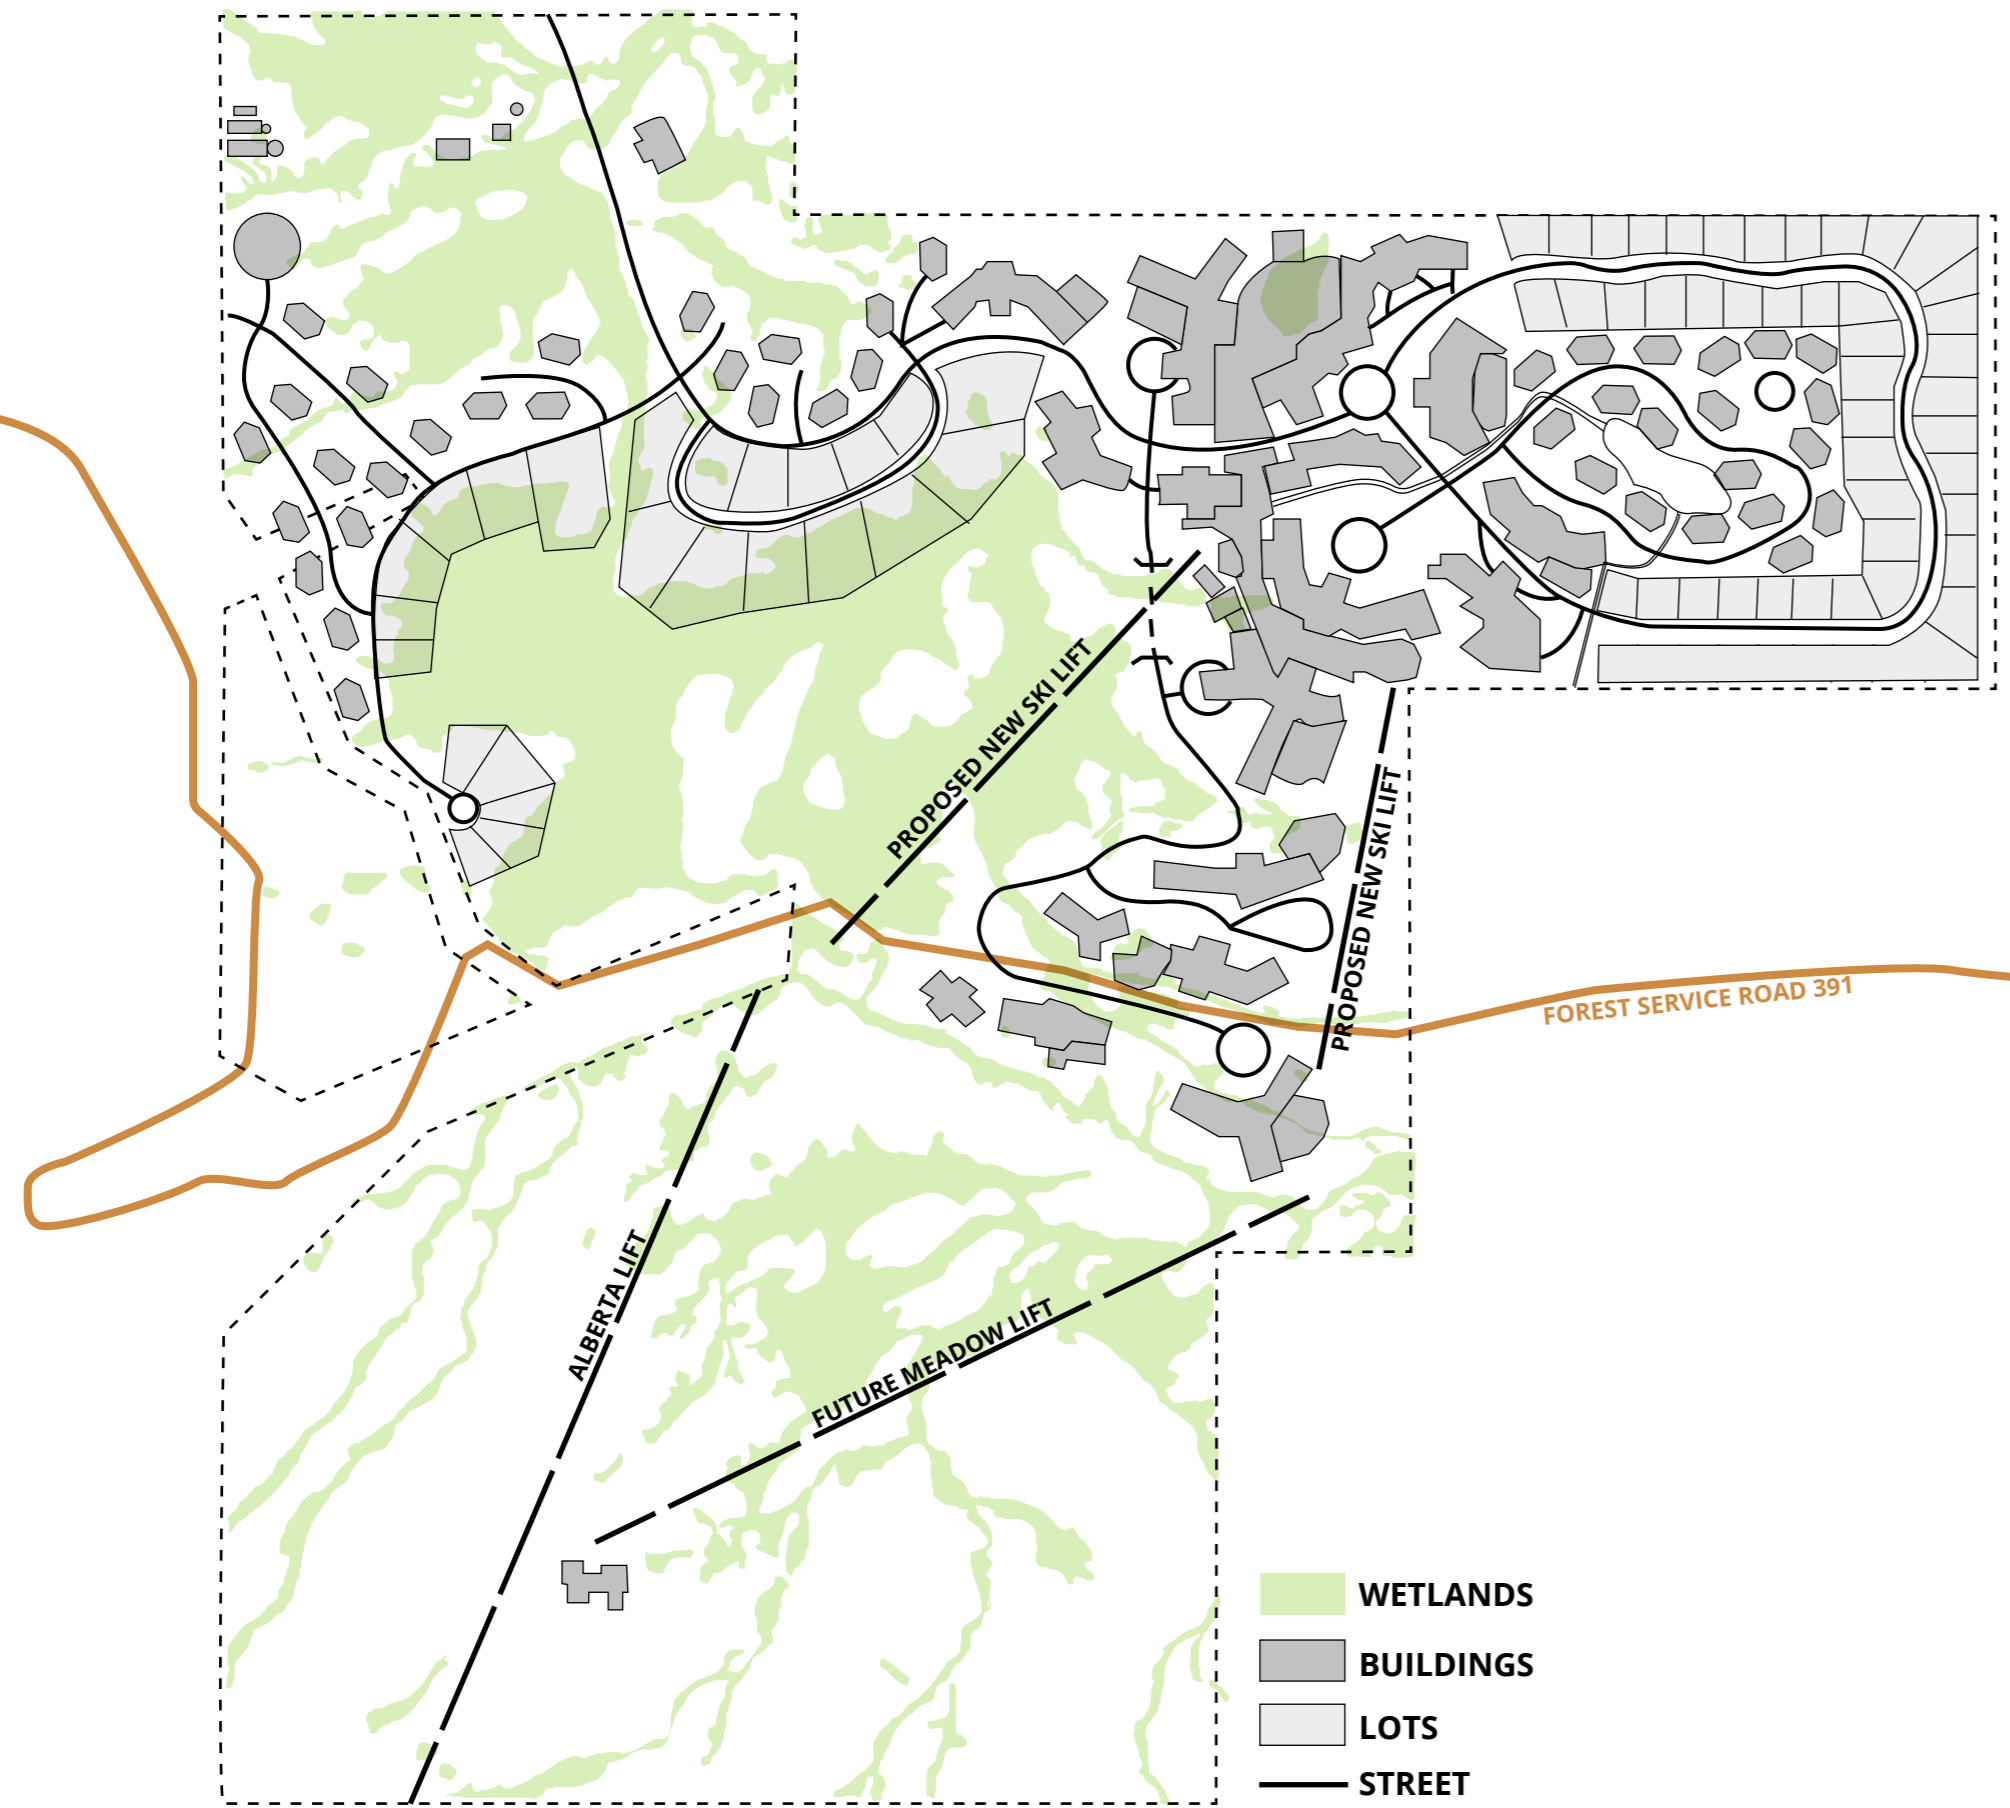 PROPOSED NEW SKI LIFT
PROPOSED NEW SKI LIFT
FOREST SERVICE ROAD 391
ALBERTA LIFT
FUTURE MEADOW LIFT
WETLANDS
BUILDINGS
LOTS
STREET